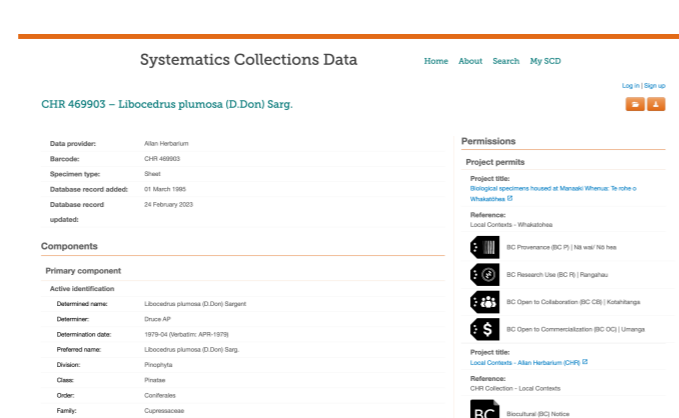 Systematics Collections Data
Home About Search My SCD
Log in | Sign up
CHR 469903 – Libocedrus plumosa (D.Don) Sarg.
Data provider: Allan Herbarium
Barcode: CHR 469903
Specimen type: Sheet
Database record added: 01 March 1995
Database record updated: 24 February 2023
Components
Primary component
Active identification
Determined name: Libocedrus plumosa (D.Don) Sargent
Determiner: Druce AP
Determination date: 1979-04 (Verbatim: APR-1979)
Preferred name: Libocedrus plumosa (D.Don) Sarg.
Division: Pinophyta
Class: Pinatae
Order: Coniferales
Family: Cupressaceae
Permissions
Project permits
Project title:
Biological specimens housed at Manaaki Whenua: Te rohe o
Whakatōhea
Reference:
Local Contexts - Whakatohea
BC Provenance (BC P) | Nā wai/ Nō hea
BC Research Use (BC R) | Rangahau
BC Open to Collaboration (BC CB) | Kotahitanga
$ BC Open to Commercialization (BC OC) | Umanga
Project title:
Local Contexts - Allan Herbarium (CHR)
Reference:
CHR Collection - Local Contexts
BC Biocultural (BC) Notice